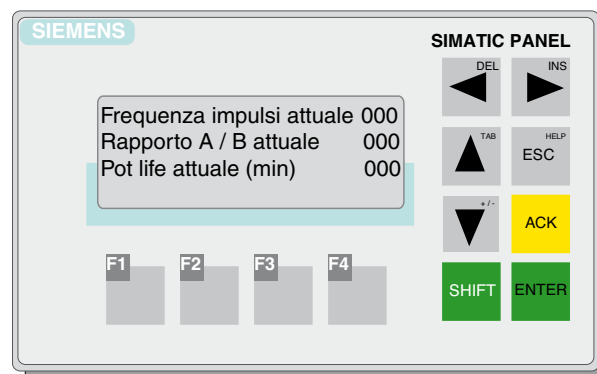 SIEMENS
SIMATIC PANEL
DEL
INS
Frequenza impulsi attuale 000
Rapporto A / B attuale 000
Pot life attuale (min) 000
TAB
HELP
ESC
+ / -
ACK
F1
F2
F3
F4
SHIFT
ENTER